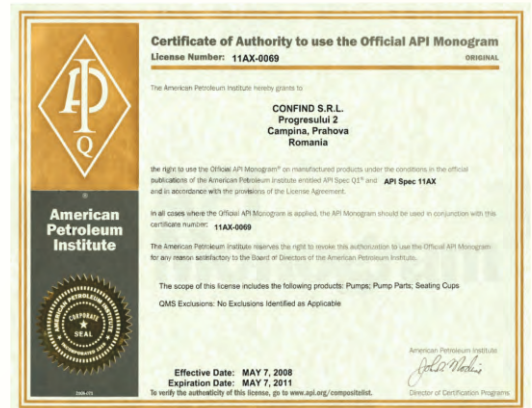 Certificate of Authority to use the Official API Monogram
License Number: 11AX-0069
ORIGINAL
The American Petroleum Institute hereby grants to
CONFIND S.R.L.
Progresului 2
Campina, Prahova
Romania
the right to use the Official API Monogram® on manufactured products under the conditions in the official
publications of the American Petroleum Institute entitled API Spec Q1® and API Spec 11AX
and in accordance with the provisions of the License Agreement.
In all cases where the Official API Monogram is applied, the API Monogram should be used in conjunction with this
certificate number: 11AX-0069
The American Petroleum Institute reserves the right to revoke this authorization to use the Official API Monogram
for any reason satisfactory to the Board of Directors of the American Petroleum Institute.
The scope of this license includes the following products: Pumps; Pump Parts; Seating Cups
QMS Exclusions: No Exclusions Identified as Applicable
American Petroleum Institute
Effective Date: MAY 7, 2008
Expiration Date: MAY 7, 2011
To verify the authenticity of this license, go to www.api.org/compositelist.
Director of Certification Programs
API
Q
American
Petroleum
Institute
AMERICAN PETROLEUM INSTITUTE
CORPORATE
SEAL